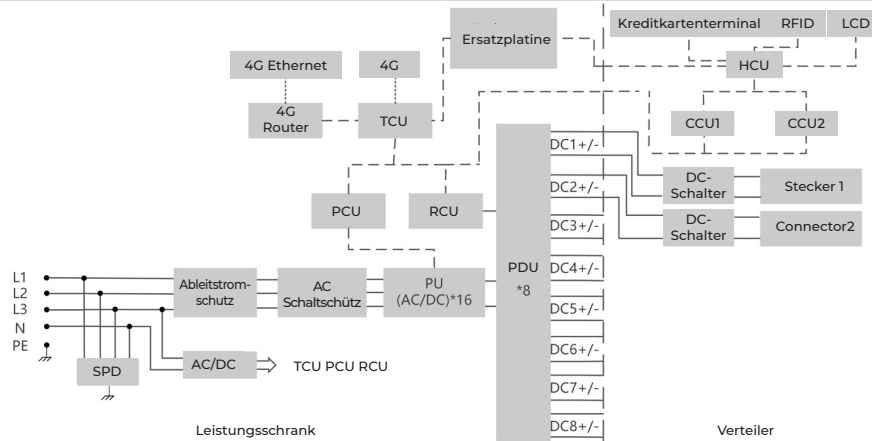 Kreditkartenterminal RFID LCD
Ersatzplatine
4G Ethernet
4G
HCU
4G
Router
TCU
CCU1
CCU2
DC1+/-
DC-
Schalter
Stecker 1
DC2+/-
PCU
RCU
DC-
Schalter
Connector2
DC3+/-
PDU
*8
DC4+/-
L1
L2
L3
N
PE
Ableitstrom-
schutz
AC
Schaltschütz
PU
(AC/DC)*16
DC5+/-
DC6+/-
SPD
AC/DC
TCU PCU RCU
DC7+/-
DC8+/-
Leistungsschrank
Verteiler